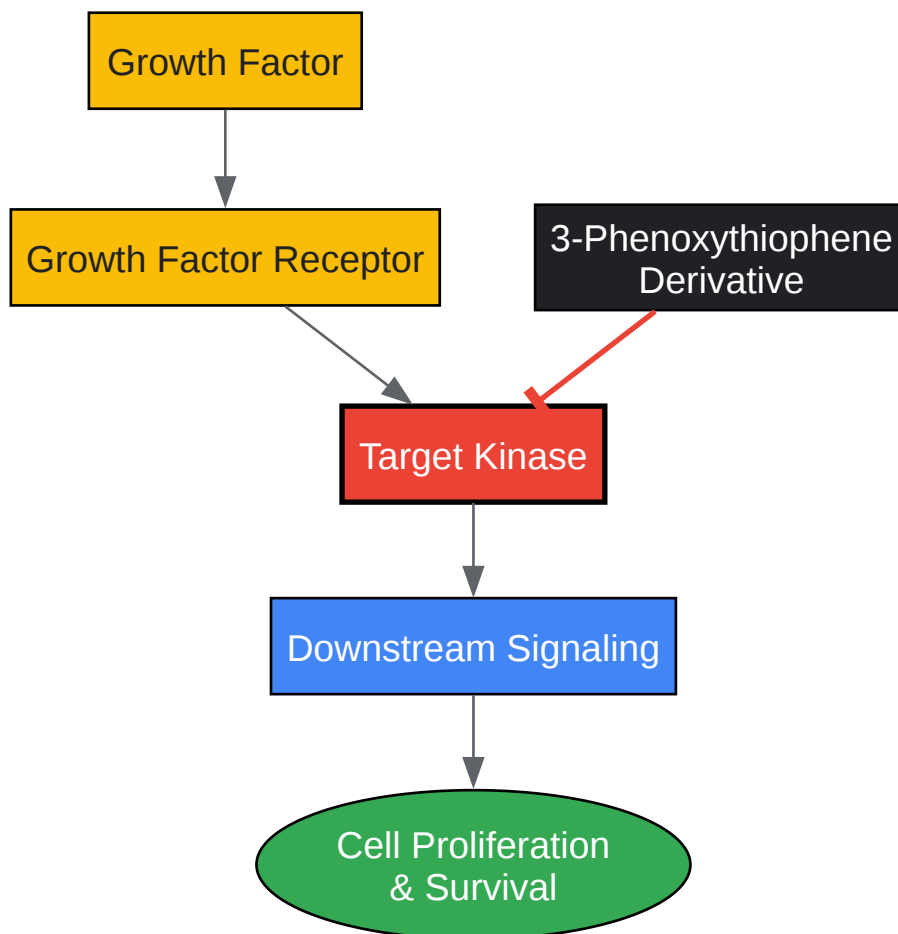 Growth Factor
Growth Factor Receptor
3-Phenoxythiophene
Derivative
Target Kinase
Downstream Signaling
Cell Proliferation
& Survival